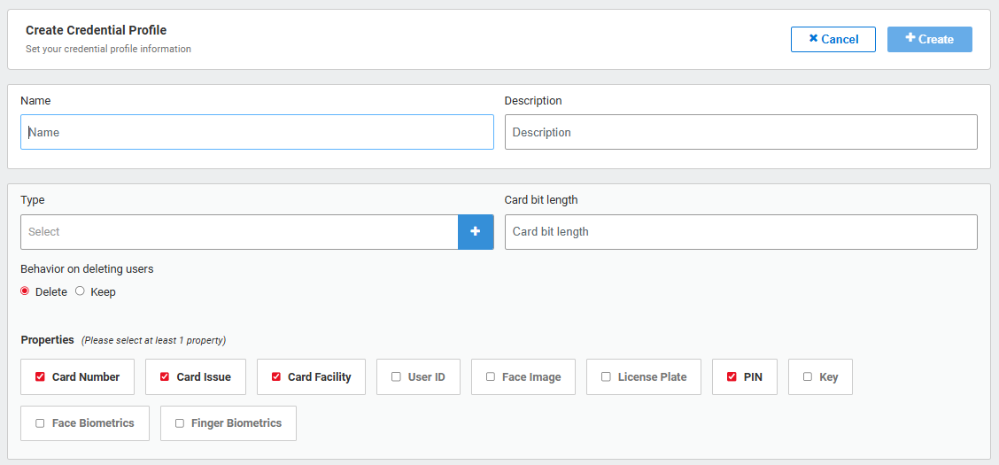 Create Credential Profile
Set your credential profile information
Cancel
Create
Name
Description
Name
Description
Type
Card bit length
Select
Card bit length
Behavior on deleting users
Delete Keep
Properties (Please select at least 1 property)
Card Number Card Issue Card Facility User ID Face Image License Plate PIN Key
Face Biometrics Finger Biometrics